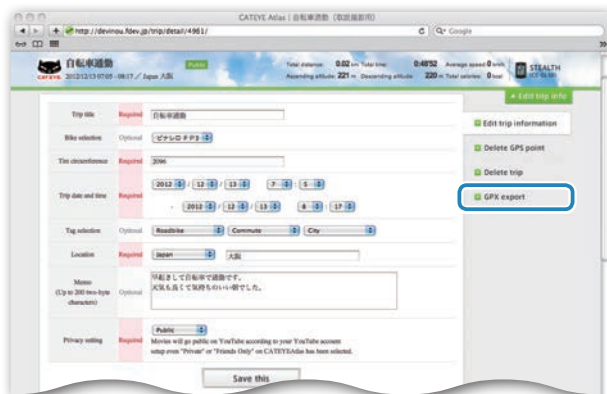 CATEYE Atlas | 自転車通勤 (取説撮影用)
http://devinou.fdev.jp/trip/detail/4961/
Google
CATEYE
自転車通勤
Public
2012/12/13 07:05 - 08:17 / Japan 大阪
Total distance: 0.02 km Total time: 0:48'52 Average speed 0 km/h
Ascending altitude: 221 m Descending altitude: 220 m Total calories: 0 kcal
STEALTH
+ Edit trip info
Edit trip information
Delete GPS point
Delete trip
GPX export
Trip title Required 自転車通勤
Bike selection Optional ピナレロ F P3
Tire circumference Required 2096
Trip date and time Required 2012 / 12 / 13 7 : 5
- 2012 / 12 / 13 8 : 17
Tag selection Optional Roadbike Commute City
Location Required Japan 大阪
Memo
(Up to 200 two-byte
characters)
Optional
早起きして自転車で通勤です。
天気も良くて気持ちのいい朝でした。
Privacy setting Required Public
Movies will go public on YouTube according to your YouTube account
setup even "Private" or "Friends Only" on CATEYEAtlas has been selected.
Save this